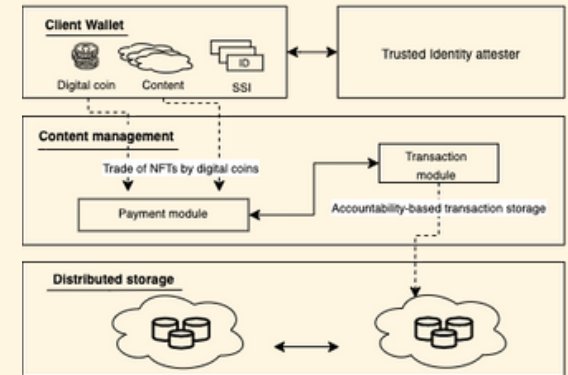 Client Wallet
ID
Digital coin
Content
SSI
Trusted Identity attester
Content management
Trade of NFTs by digital coins
Payment module
Transaction
module
Accountability-based transaction storage
Distributed storage